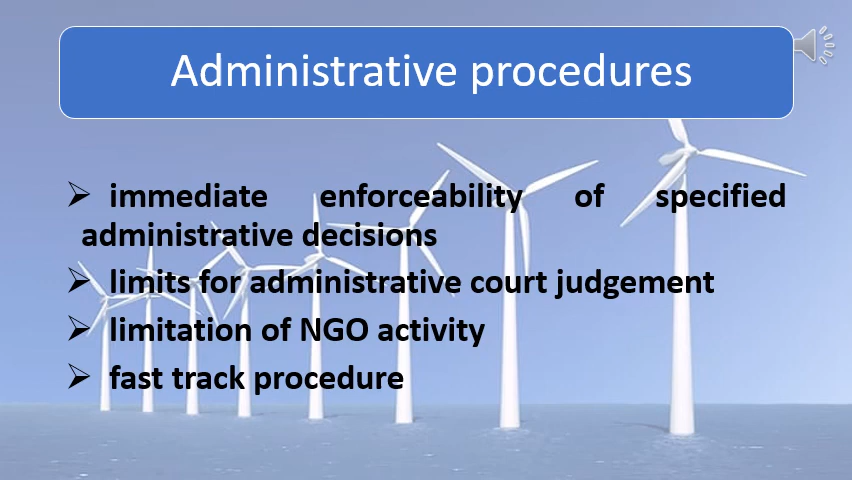 Administrative procedures
➢ immediate enforceability of specified
administrative decisions
➢ limits for administrative court judgement
➢ limitation of NGO activity
➢ fast track procedure